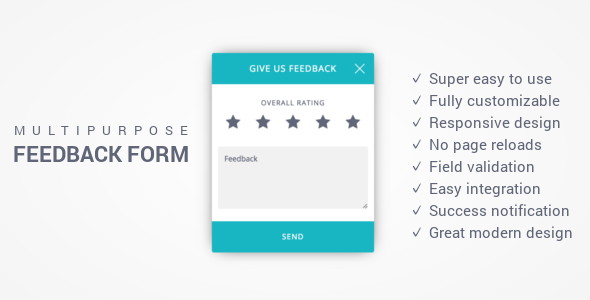 MULTIPURPOSE
FEEDBACK FORM
GIVE US FEEDBACK
OVERALL RATING
Feedback
SEND
✓ Super easy to use
✓ Fully customizable
✓ Responsive design
✓ No page reloads
✓ Field validation
✓ Easy integration
✓ Success notification
✓ Great modern design